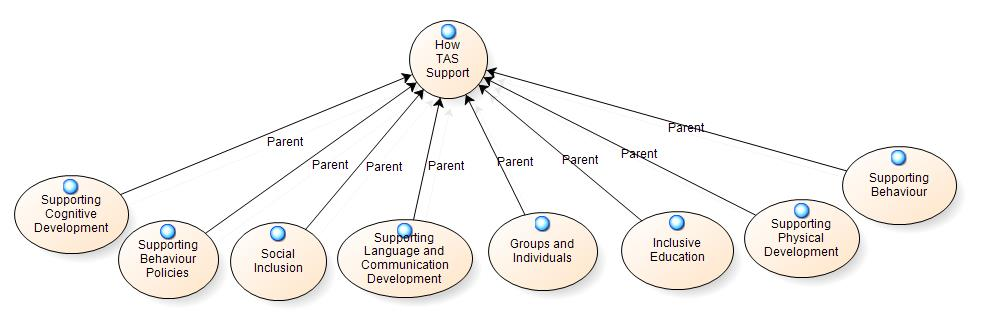 How
TAS
Support
Parent
Parent
Parent
Parent
Parent
Parent
Parent
Parent
Supporting
Cognitive
Development
Supporting
Behaviour
Policies
Social
Inclusion
Supporting
Language and
Communication
Development
Groups and
Individuals
Inclusive
Education
Supporting
Physical
Development
Supporting
Behaviour